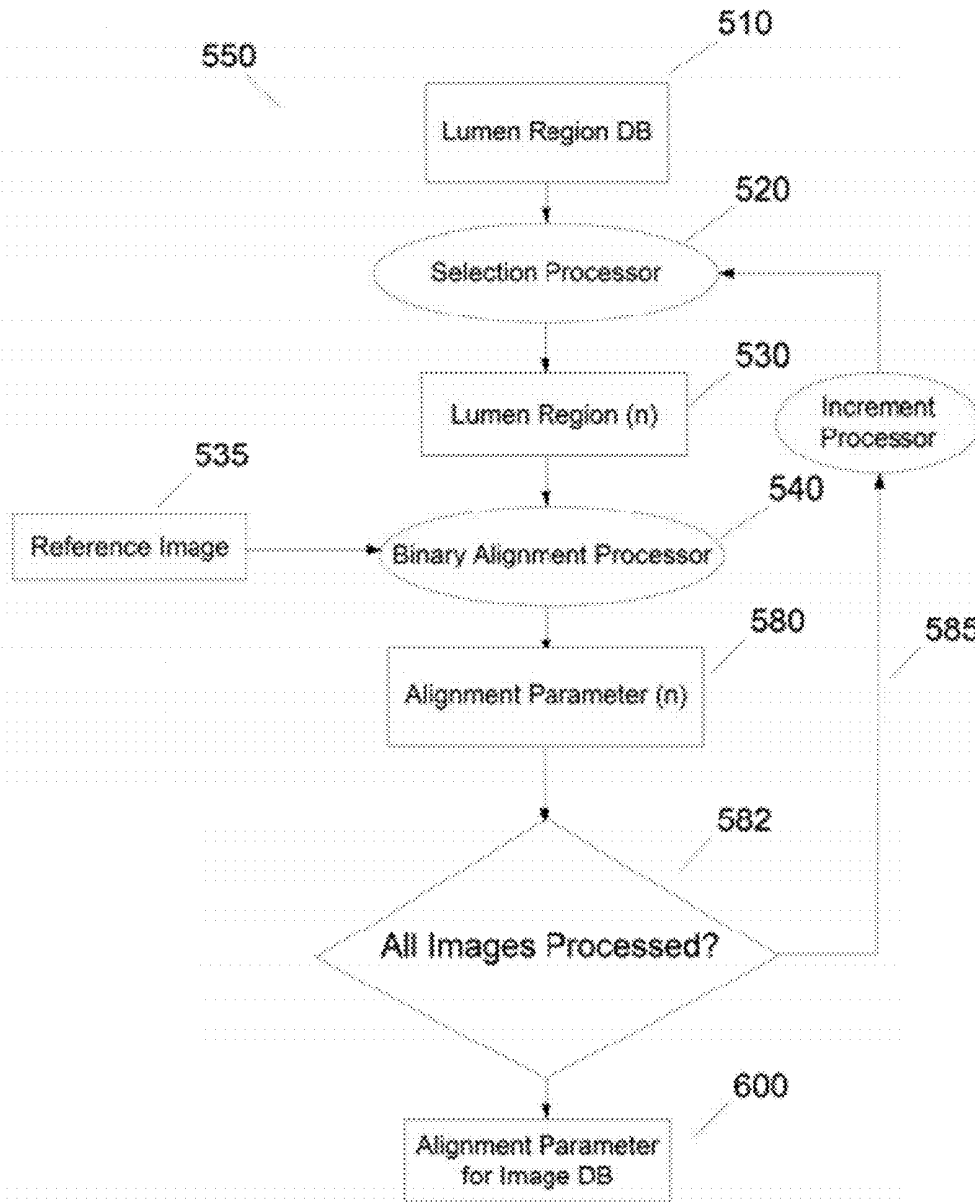 510
550
Lumen Region DB
520
Selection Processor
530
Lumen Region (n)
Increment
Processor
535
540
Reference Image
Binary Alignment Processor
580
585
Alignment Parameter (n)
582
All Images Processed?
600
Alignment Parameter
for Image DB